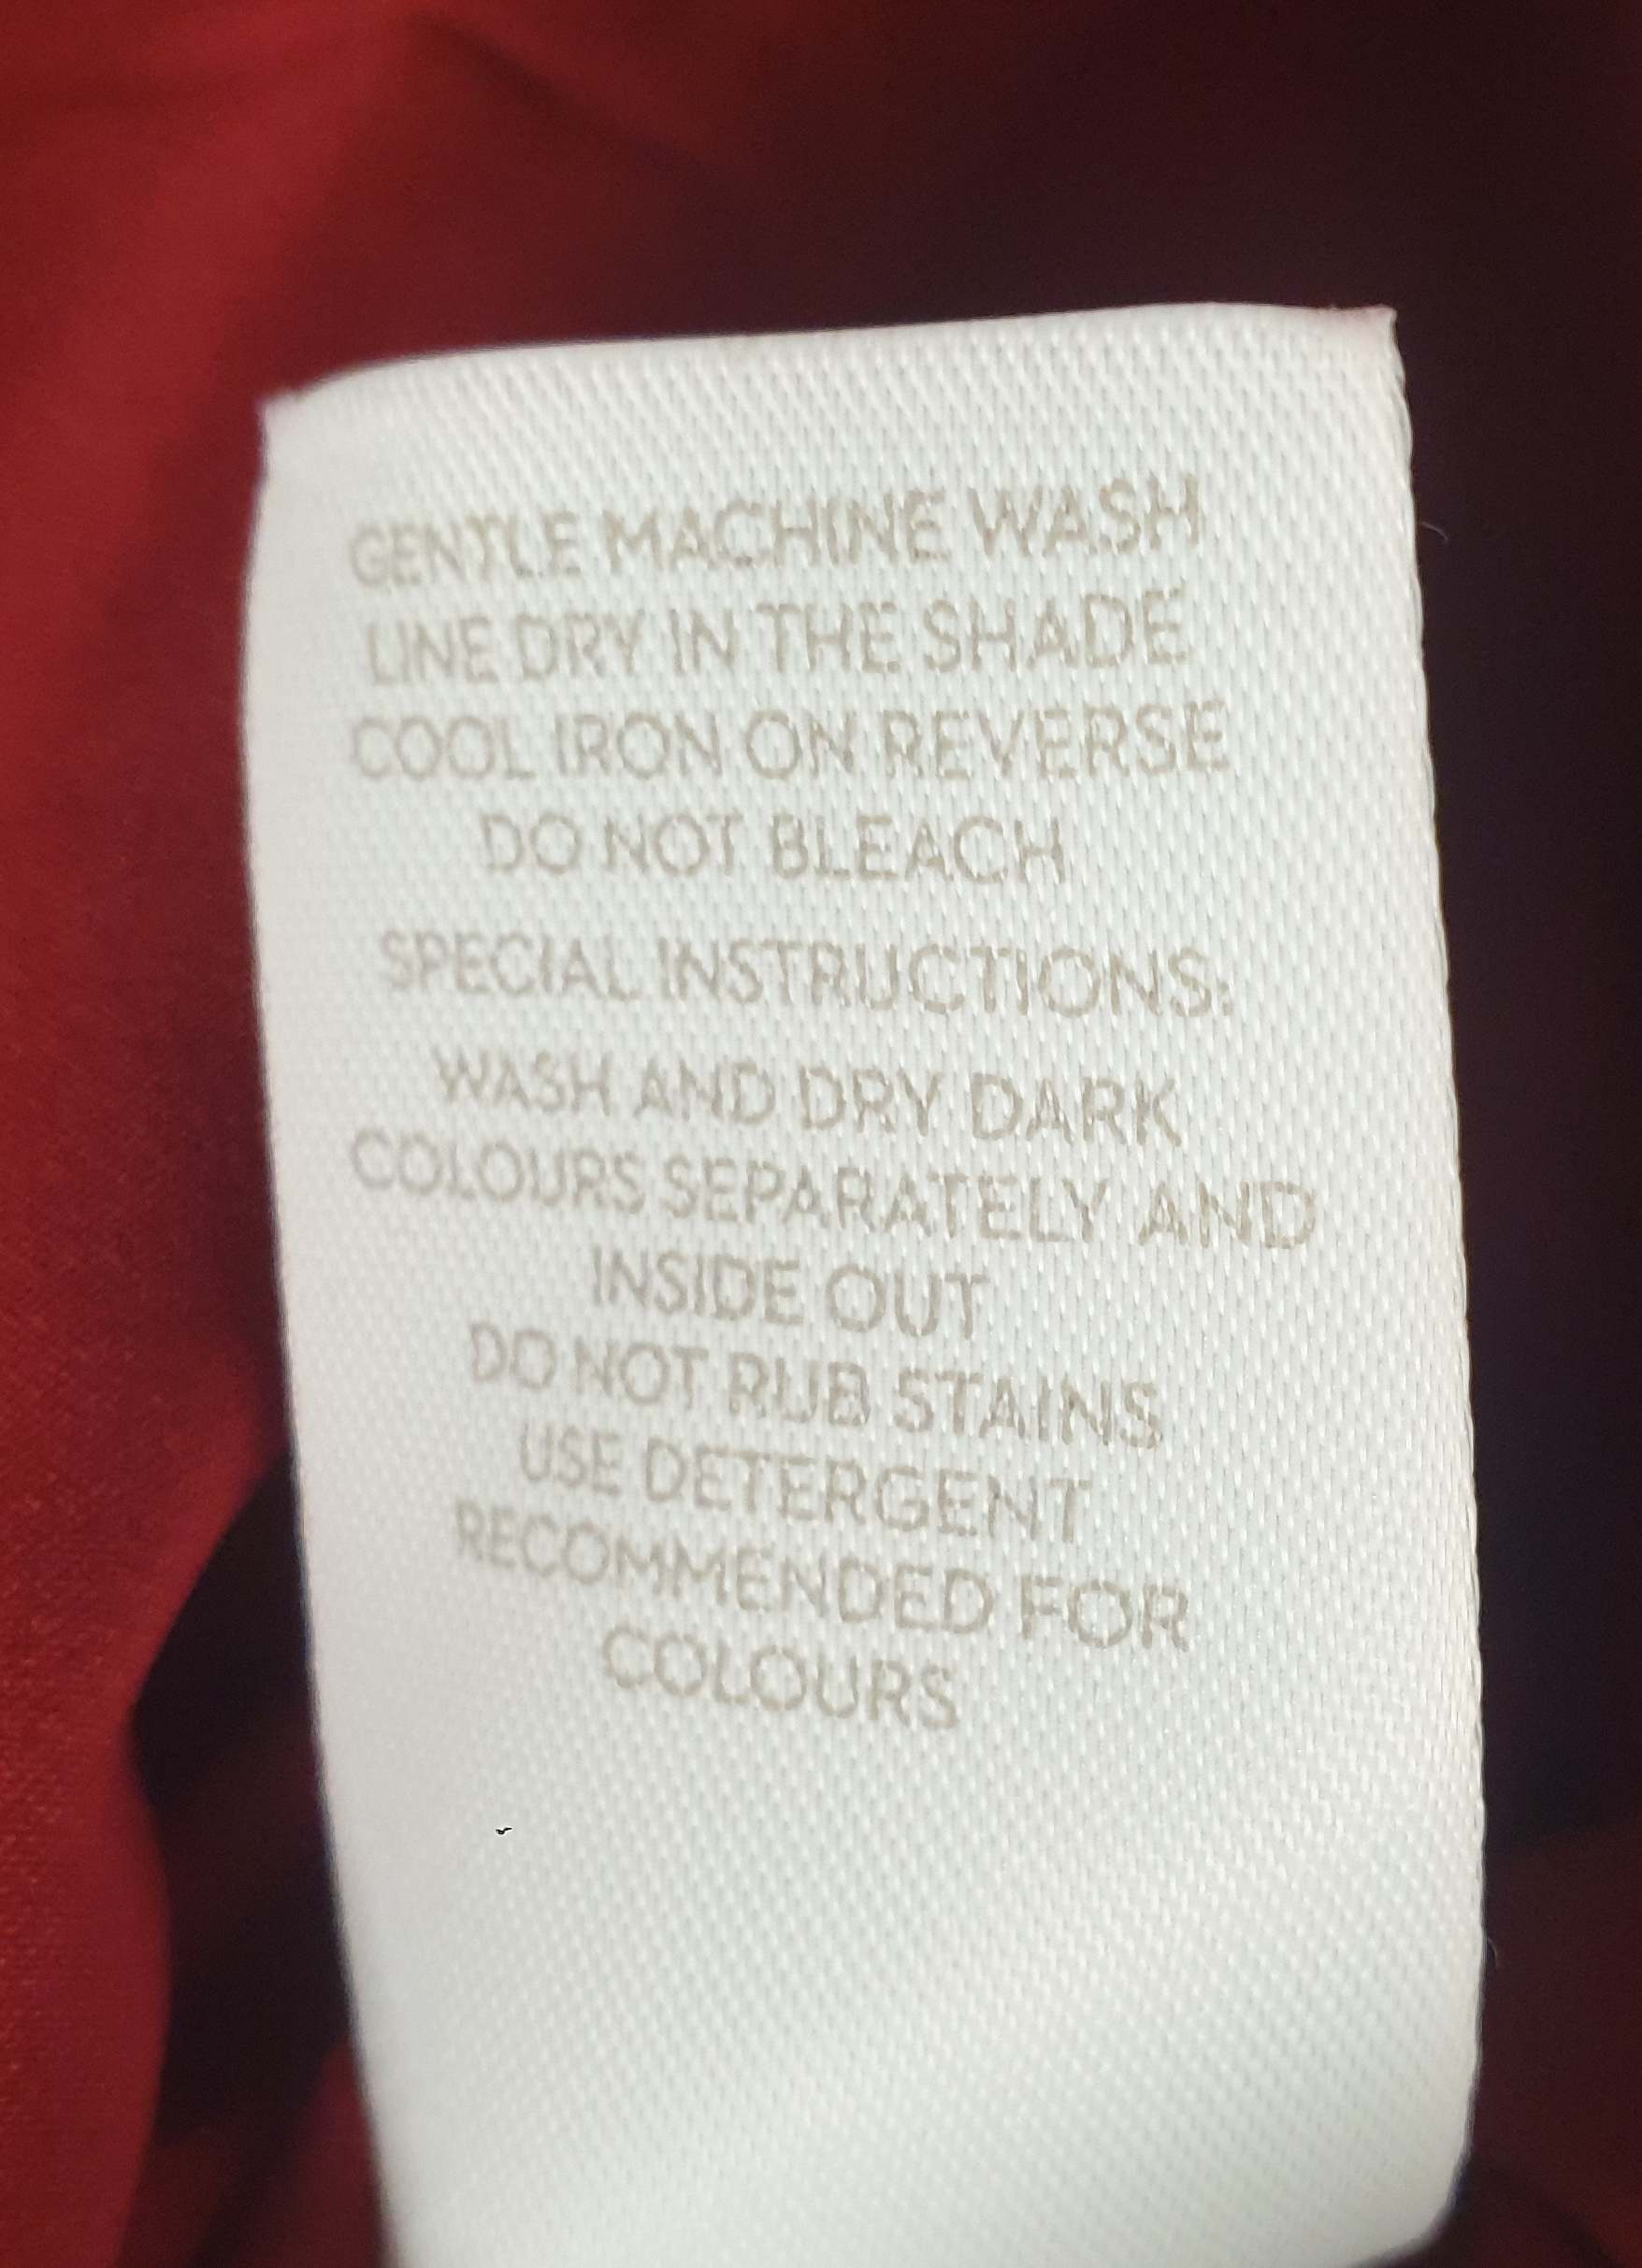 GENTLE MACHINE WASH
LINE DRY IN THE SHADE
COOL IRON ON REVERSE
DO NOT BLEACH
SPECIAL INSTRUCTIONS:
WASH AND DRY DARK
COLOURS SEPARATELY AND
INSIDE OUT
DO NOT RUB STAINS
USE DETERGENT
RECOMMENDED FOR
COLOURS